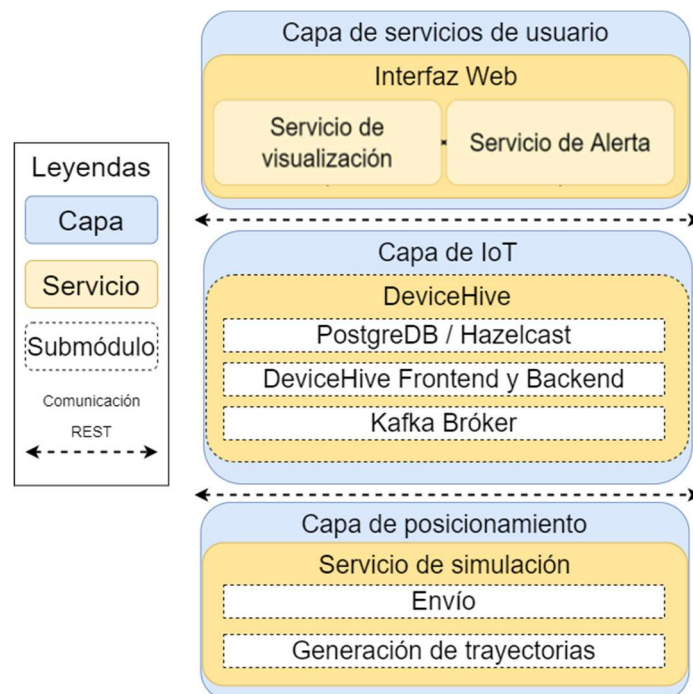 Capa de servicios de usuario
Interfaz Web
Servicio de
visualización
Servicio de Alerta
Leyendas
Capa
Servicio
Submódulo
Comunicación
REST
Capa de IoT
DeviceHive
PostgreDB / Hazelcast
DeviceHive Frontend y Backend
Kafka Bróker
Capa de posicionamiento
Servicio de simulación
Envío
Generación de trayectorias